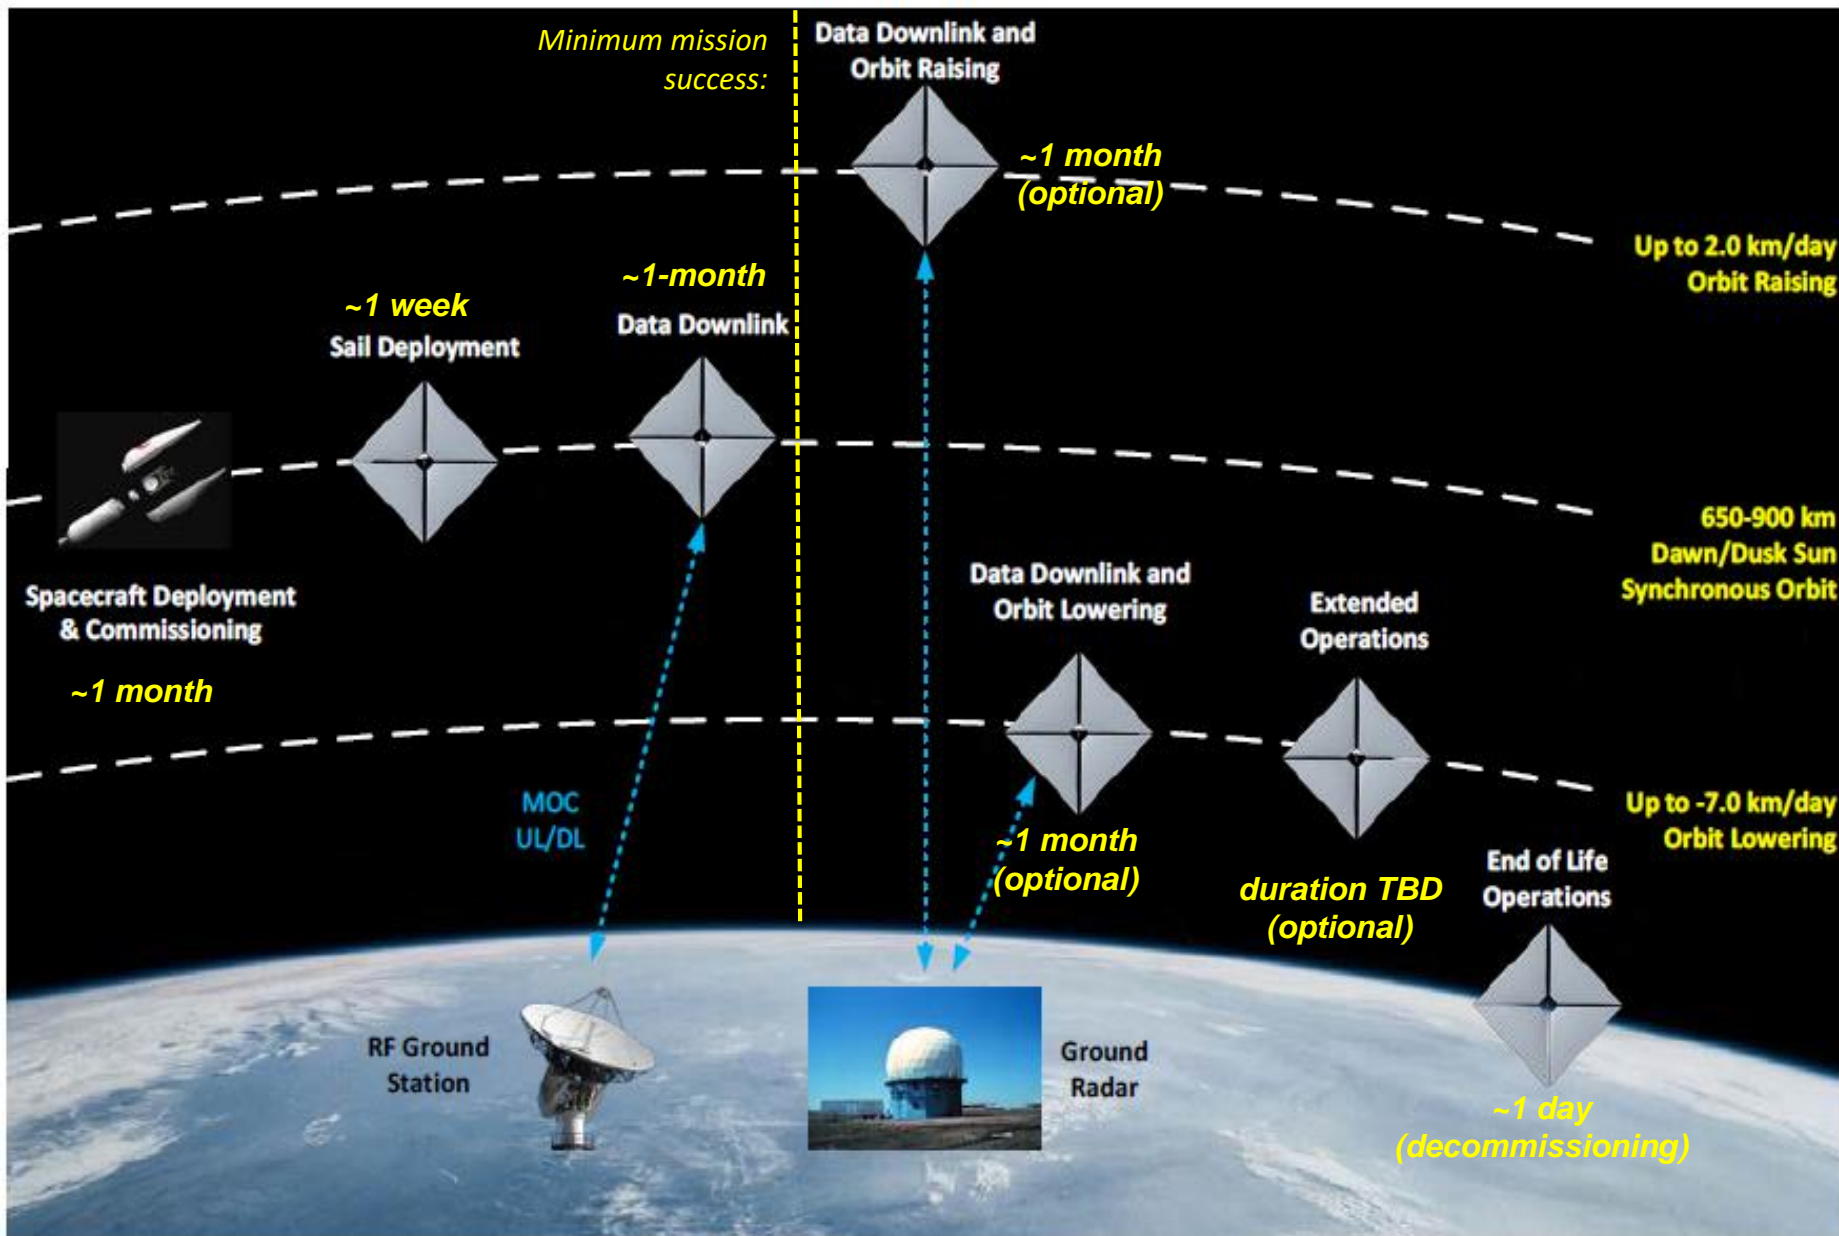 Minimum mission
success:
Data Downlink and
Orbit Raising
~1 month
(optional)
Up to 2.0 km/day
Orbit Raising
~1 week
Sail Deployment
~1-month
Data Downlink
650-900 km
Dawn/Dusk Sun
Synchronous Orbit
Spacecraft Deployment
& Commissioning
~1 month
Data Downlink and
Orbit Lowering
~1 month
(optional)
Extended
Operations
duration TBD
(optional)
Up to -7.0 km/day
Orbit Lowering
MOC
UL/DL
End of Life
Operations
~1 day
(decommissioning)
RF Ground
Station
Ground
Radar